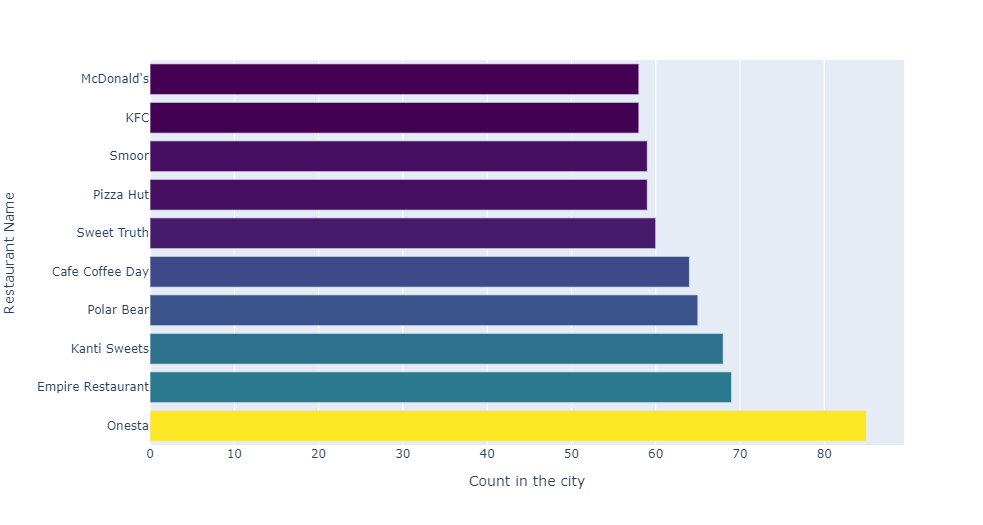 McDonald's
KFC
Smoor
Pizza Hut
Sweet Truth
Cafe Coffee Day
Polar Bear
Kanti Sweets
Empire Restaurant
Onesta
Restaurant Name
0 10 20 30 40 50 60 70 80
Count in the city